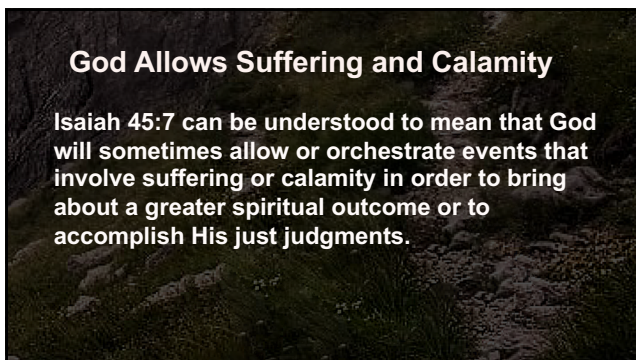 God Allows Suffering and Calamity
Isaiah 45:7 can be understood to mean that God
will sometimes allow or orchestrate events that
involve suffering or calamity in order to bring
about a greater spiritual outcome or to
accomplish His just judgments.